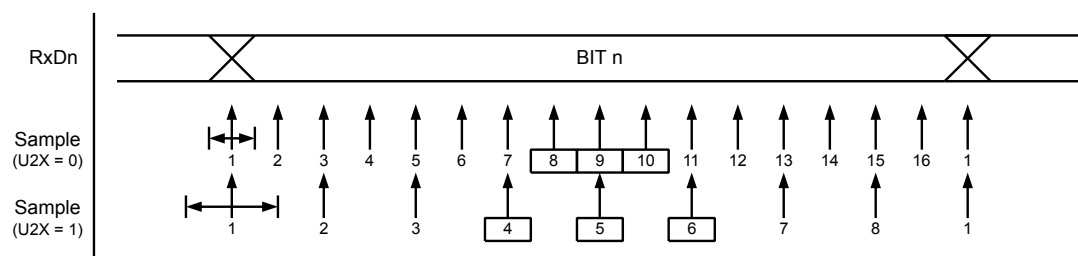 RxDn BIT n
Sample
(U2X = 0) 1 2 3 4 5 6 7 8 9 10 11 12 13 14 15 16 1
Sample
(U2X = 1) 1 2 3 4 5 6 7 8 1